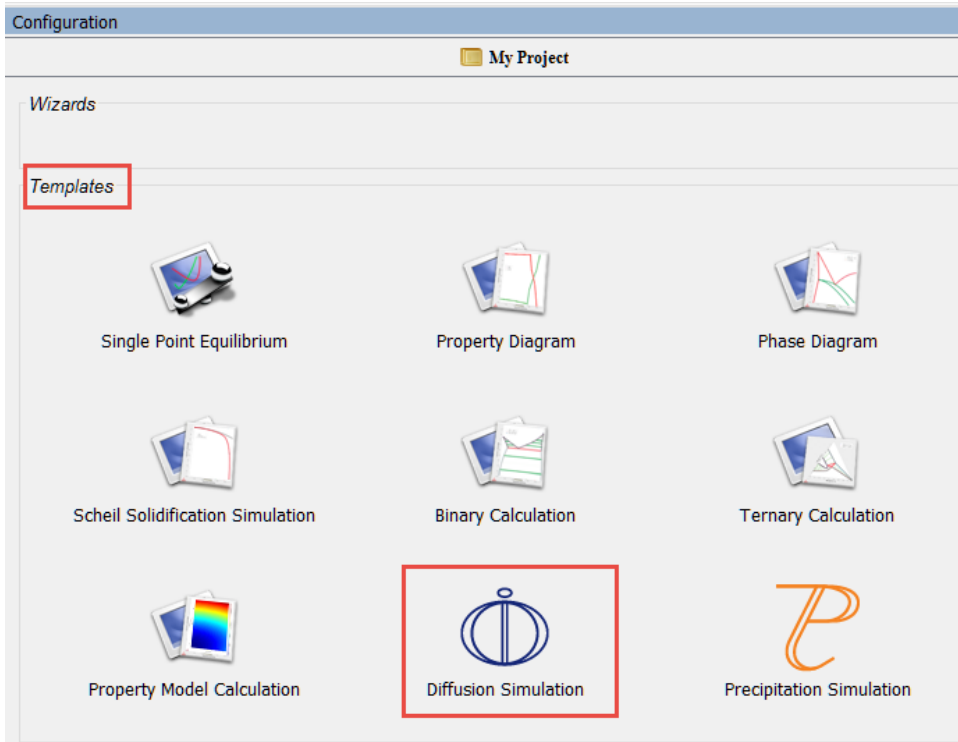 Configuration
My Project
Wizards
Templates
Single Point Equilibrium
Property Diagram
Phase Diagram
Scheil Solidification Simulation
Binary Calculation
Ternary Calculation
Property Model Calculation
Diffusion Simulation
Precipitation Simulation